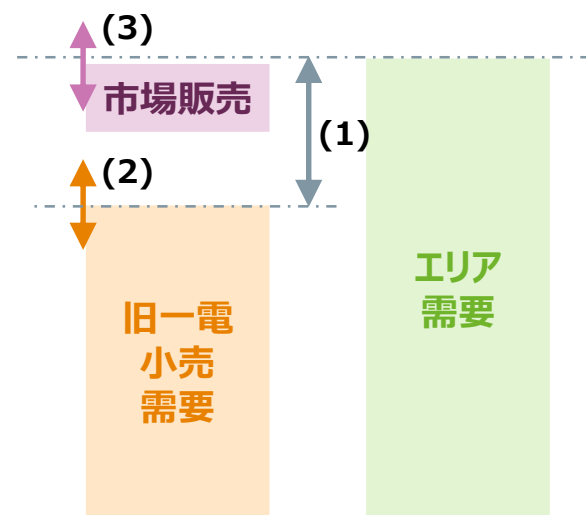 (3)
市場販売
(1)
(2)
旧一電
小売
需要
エリア
需要